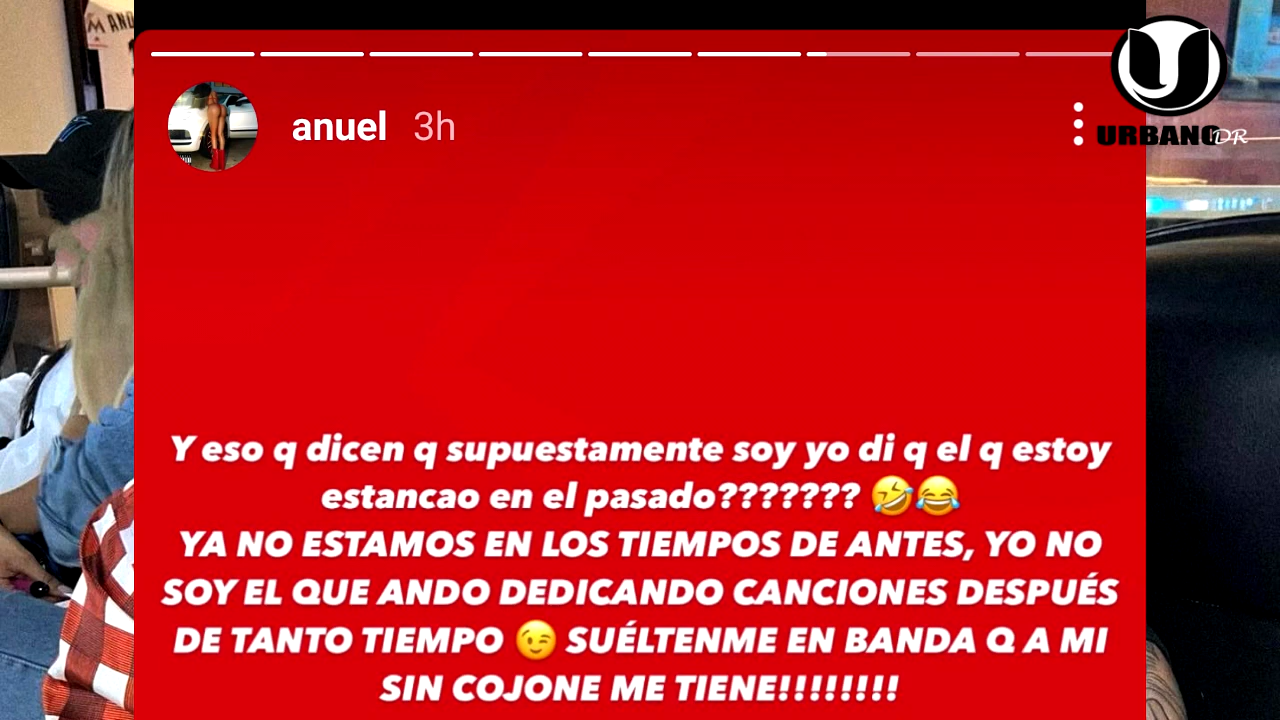 MAND
anuel 3h
URBANO DR
Y eso q dicen q supuestamente soy yo di q el q estoy
estancao en el pasado??????? 🤣😂
YA NO ESTAMOS EN LOS TIEMPOS DE ANTES, YO NO
SOY EL QUE ANDO DEDICANDO CANCIONES DESPUÉS
DE TANTO TIEMPO 😉 SUÉLTENME EN BANDA Q A MI
SIN COJONE ME TIENE!!!!!!!!